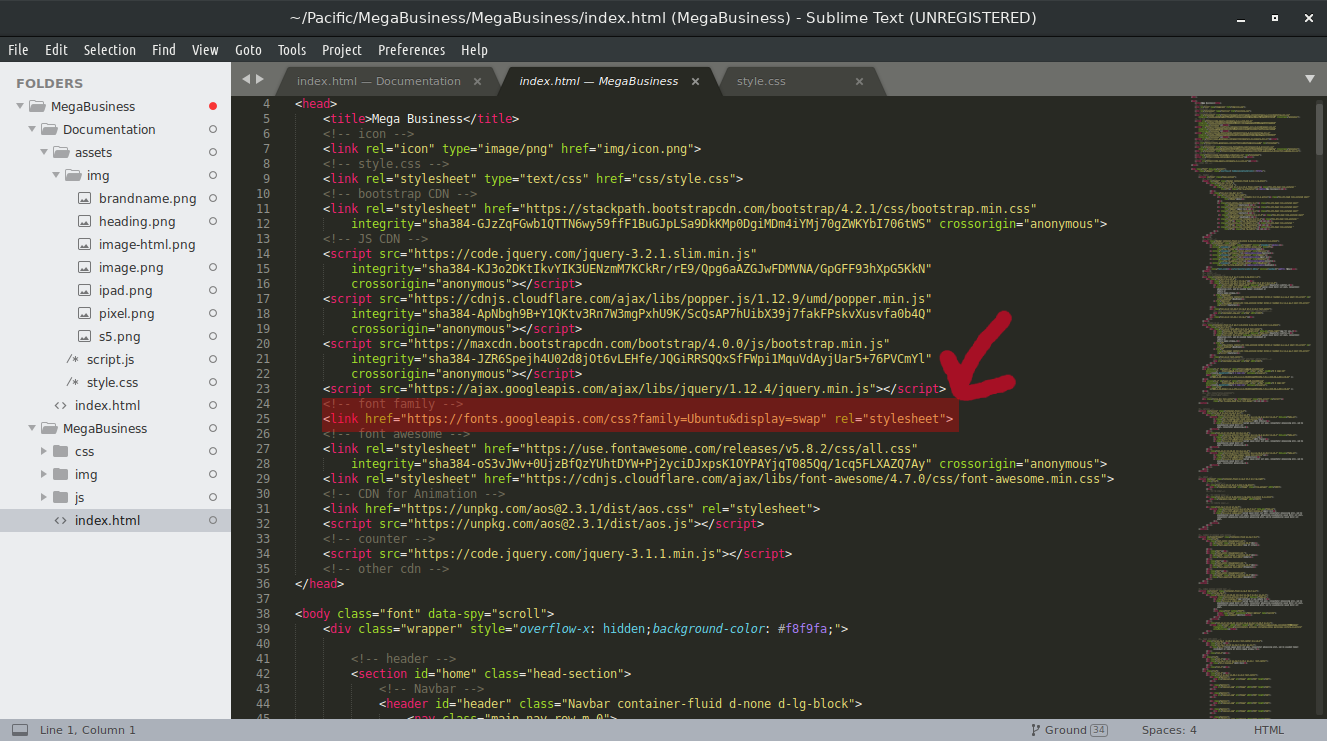 ~/Pacific/MegaBusiness/MegaBusiness/index.html (MegaBusiness) - Sublime Text (UNREGISTERED)
File Edit Selection Find View Goto Tools Project Preferences Help
FOLDERS
MegaBusiness
Documentation
assets
img
brandname.png
heading.png
image-html.png
image.png
ipad.png
pixel.png
s5.png
/* script.js
/* style.css
<> index.html
MegaBusiness
css
img
js
<> index.html
index.html — Documentation × index.html — MegaBusiness × style.css ×
4 <head>
5 <title>Mega Business</title>
6 <!-- icon -->
7 <link rel="icon" type="image/png" href="img/icon.png">
8 <!-- style.css -->
9 <link rel="stylesheet" type="text/css" href="css/style.css">
10 <!-- bootstrap CDN -->
11 <link rel="stylesheet" href="https://stackpath.bootstrapcdn.com/bootstrap/4.2.1/css/bootstrap.min.css"
12 integrity="sha384-GJzZqFGwb1QTTN6wy59ffF1BuGJpLSa9DkKMp0DgiMDm4iYMj70gZWKYbI706tWS" crossorigin="anonymous">
13 <!-- JS CDN -->
14 <script src="https://code.jquery.com/jquery-3.2.1.slim.min.js"
15 integrity="sha384-KJ3o2DKtIkvYIK3UENzmM7KCkRr/rE9/Qpg6aAZGJwFDMVNA/GpGFF93hXpG5KkN"
16 crossorigin="anonymous"></script>
17 <script src="https://cdnjs.cloudflare.com/ajax/libs/popper.js/1.12.9/umd/popper.min.js"
18 integrity="sha384-ApNbgh9B+Y1QKtv3Rn7W3mgPxhU9K/ScQsAP7hUibX39j7fakFPskvXusvfa0b4Q"
19 crossorigin="anonymous"></script>
20 <script src="https://maxcdn.bootstrapcdn.com/bootstrap/4.0.0/js/bootstrap.min.js"
21 integrity="sha384-JZR6Spejh4U02d8jOt6vLEHfe/JQGiRRSQQxSfFWpi1MquVdAyjUar5+76PVCmYl"
22 crossorigin="anonymous"></script>
23 <script src="https://ajax.googleapis.com/ajax/libs/jquery/1.12.4/jquery.min.js"></script>
24 <!-- font family -->
25 <link href="https://fonts.googleapis.com/css?family=Ubuntu&display=swap" rel="stylesheet">
26 <!-- font awesome -->
27 <link rel="stylesheet" href="https://use.fontawesome.com/releases/v5.8.2/css/all.css"
28 integrity="sha384-oS3vJWv+0UjzBfQzYUhtDYW+Pj2yciDJxpsK1OYPAYjqT085Qq/1cq5FLXAZQ7Ay" crossorigin="anonymous">
29 <link rel="stylesheet" href="https://cdnjs.cloudflare.com/ajax/libs/font-awesome/4.7.0/css/font-awesome.min.css">
30 <!-- CDN for Animation -->
31 <link href="https://unpkg.com/aos@2.3.1/dist/aos.css" rel="stylesheet">
32 <script src="https://unpkg.com/aos@2.3.1/dist/aos.js"></script>
33 <!-- counter -->
34 <script src="https://code.jquery.com/jquery-3.1.1.min.js"></script>
35 <!-- other cdn -->
36 </head>
37
38 <body class="font" data-spy="scroll">
39 <div class="wrapper" style="overflow-x: hidden;background-color: #f8f9fa;">
40
41 <!-- header -->
42 <section id="home" class="head-section">
43 <!-- Navbar -->
44 <header id="header" class="Navbar container-fluid d-none d-lg-block">
45 <nav class="main-nav row m-0">
Line 1, Column 1 Ground 34 Spaces: 4 HTML